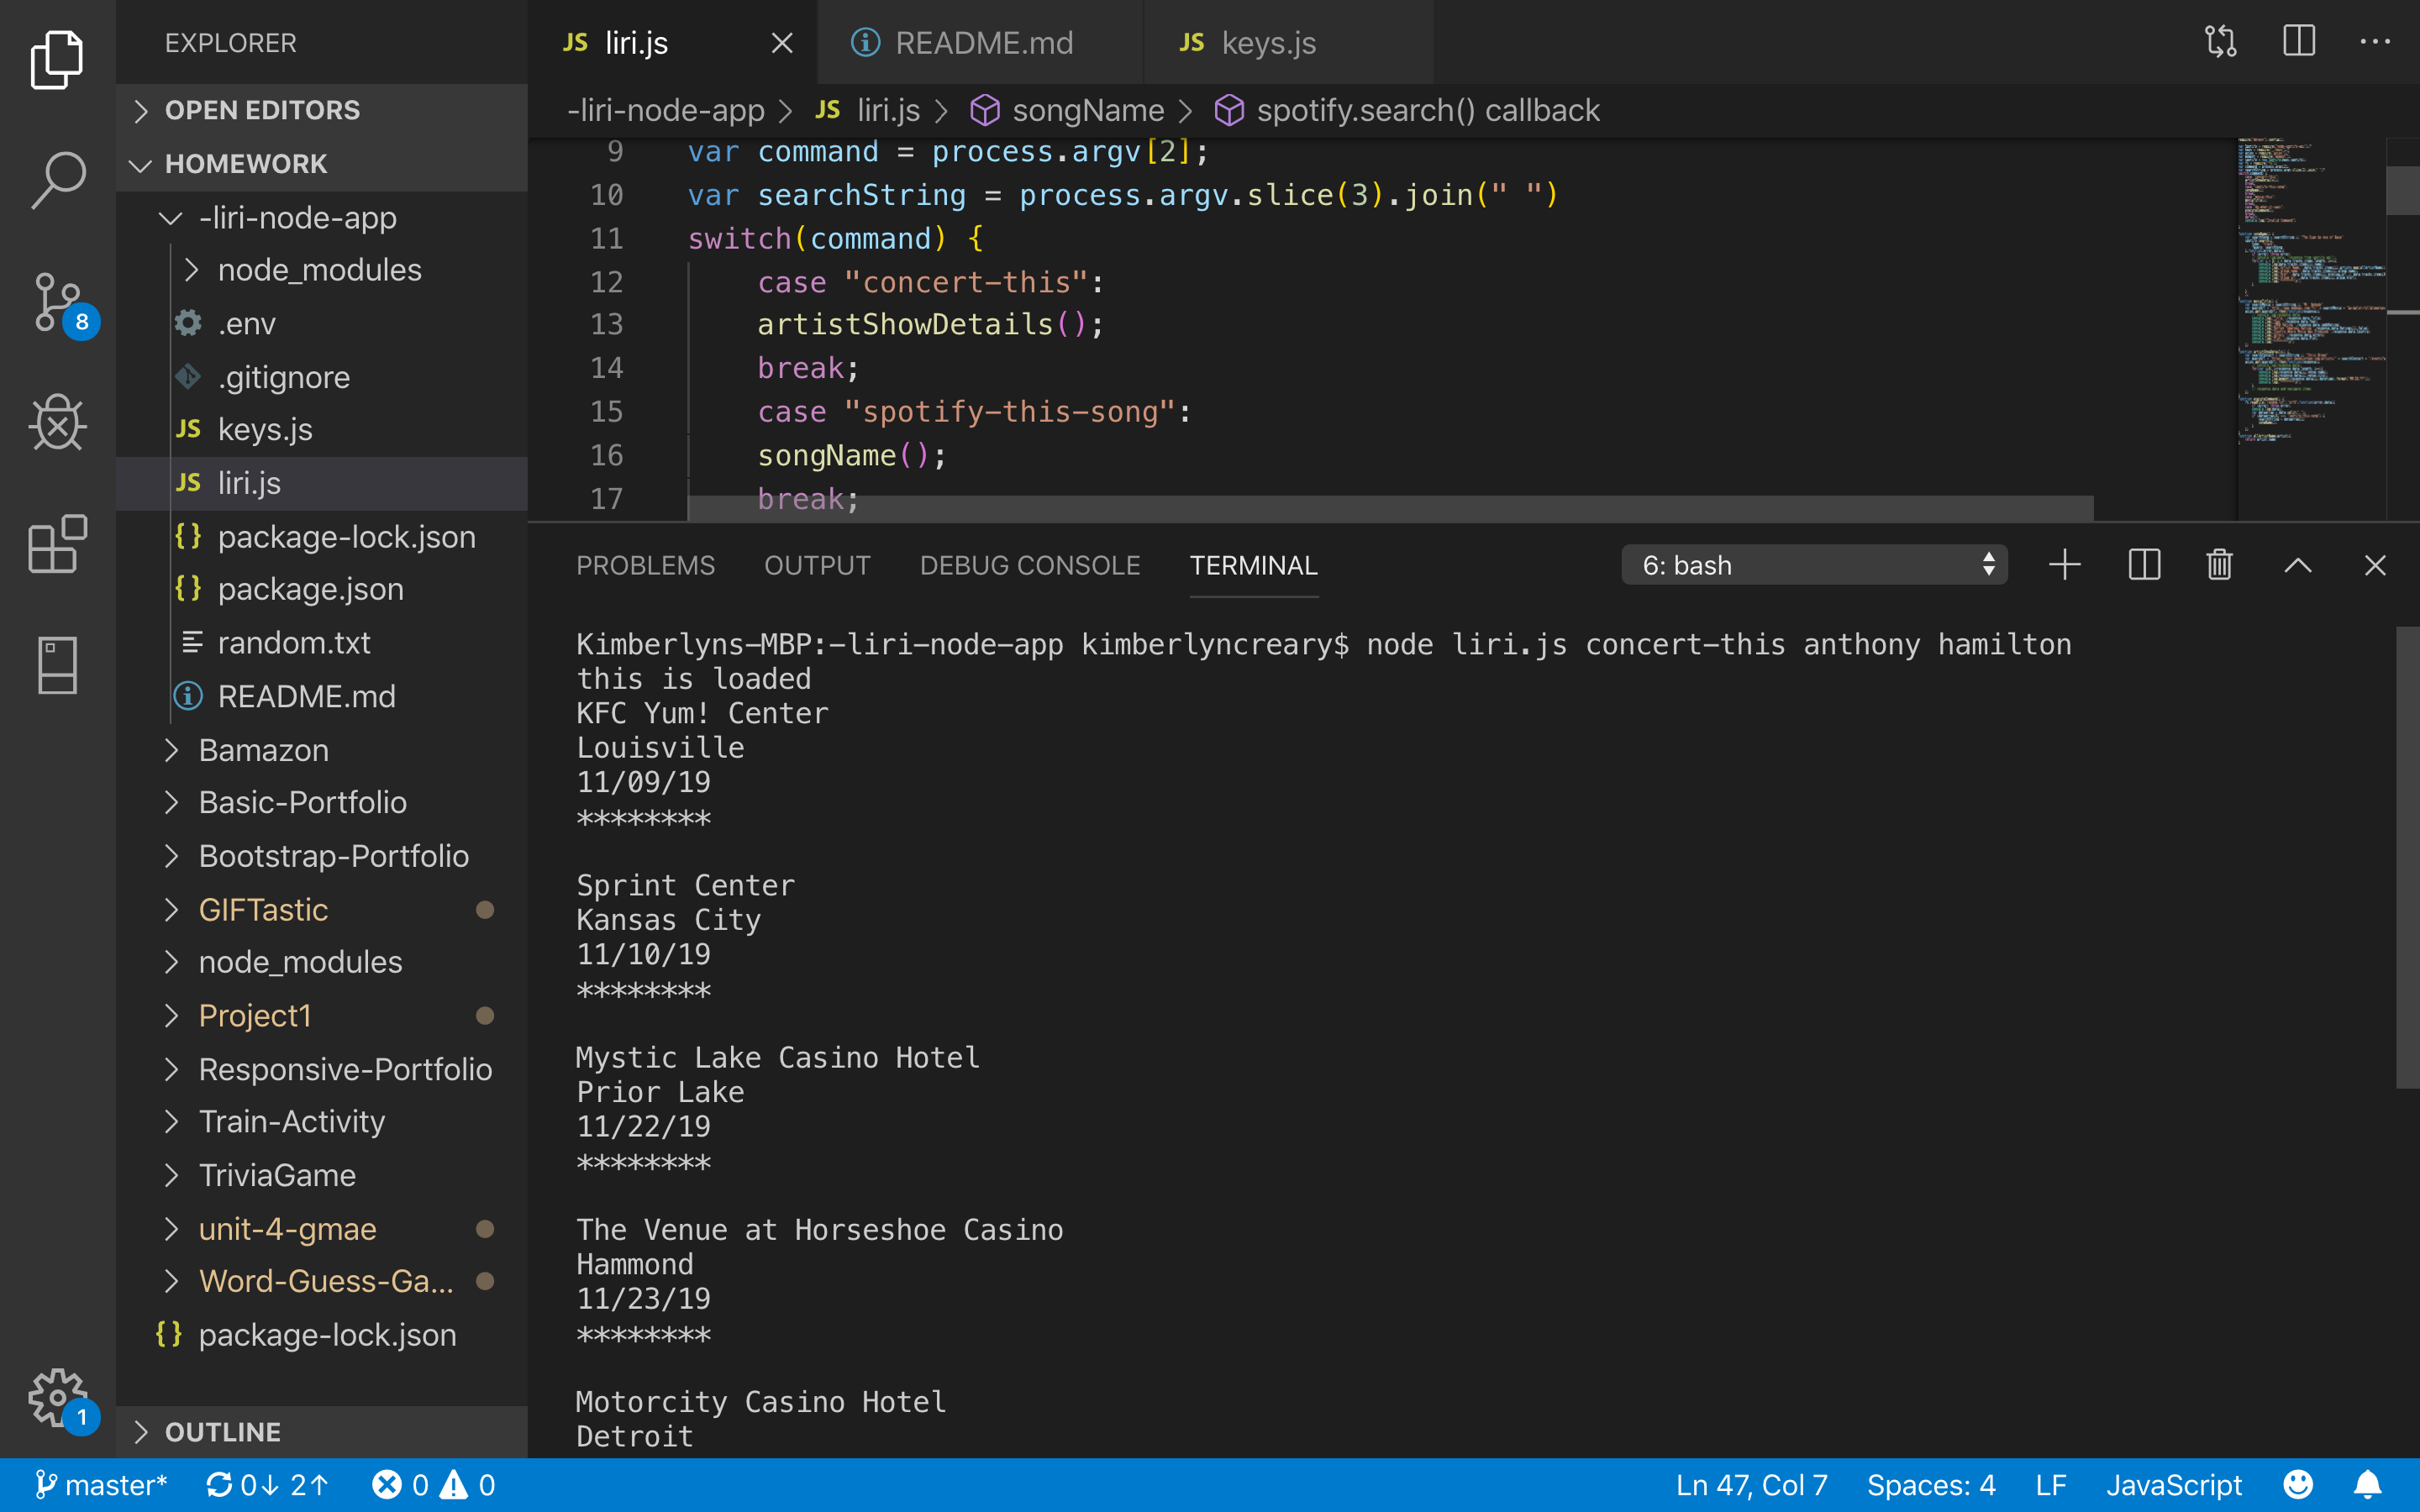 EXPLORER
OPEN EDITORS
HOMEWORK
-liri-node-app
node_modules
.env
.gitignore
JS keys.js
JS liri.js
{} package-lock.json
{} package.json
random.txt
README.md
Bamazon
Basic-Portfolio
Bootstrap-Portfolio
GIFTastic
node_modules
Project1
Responsive-Portfolio
Train-Activity
TriviaGame
unit-4-gmae
Word-Guess-Ga...
{} package-lock.json
OUTLINE
8
1
JS liri.js
README.md
JS keys.js
-liri-node-app > JS liri.js > songName > spotify.search() callback
9 var command = process.argv[2];
10 var searchString = process.argv.slice(3).join(" ")
11 switch(command) {
12 case "concert-this":
13 artistShowDetails();
14 break;
15 case "spotify-this-song":
16 songName();
17 break;
PROBLEMS OUTPUT DEBUG CONSOLE TERMINAL 6: bash
Kimberlyns-MBP:-liri-node-app kimberlyncreary$ node liri.js concert-this anthony hamilton
this is loaded
KFC Yum! Center
Louisville
11/09/19
********
Sprint Center
Kansas City
11/10/19
********
Mystic Lake Casino Hotel
Prior Lake
11/22/19
********
The Venue at Horseshoe Casino
Hammond
11/23/19
********
Motorcity Casino Hotel
Detroit
master* 0↓ 2↑ 0 0 Ln 47, Col 7 Spaces: 4 LF JavaScript